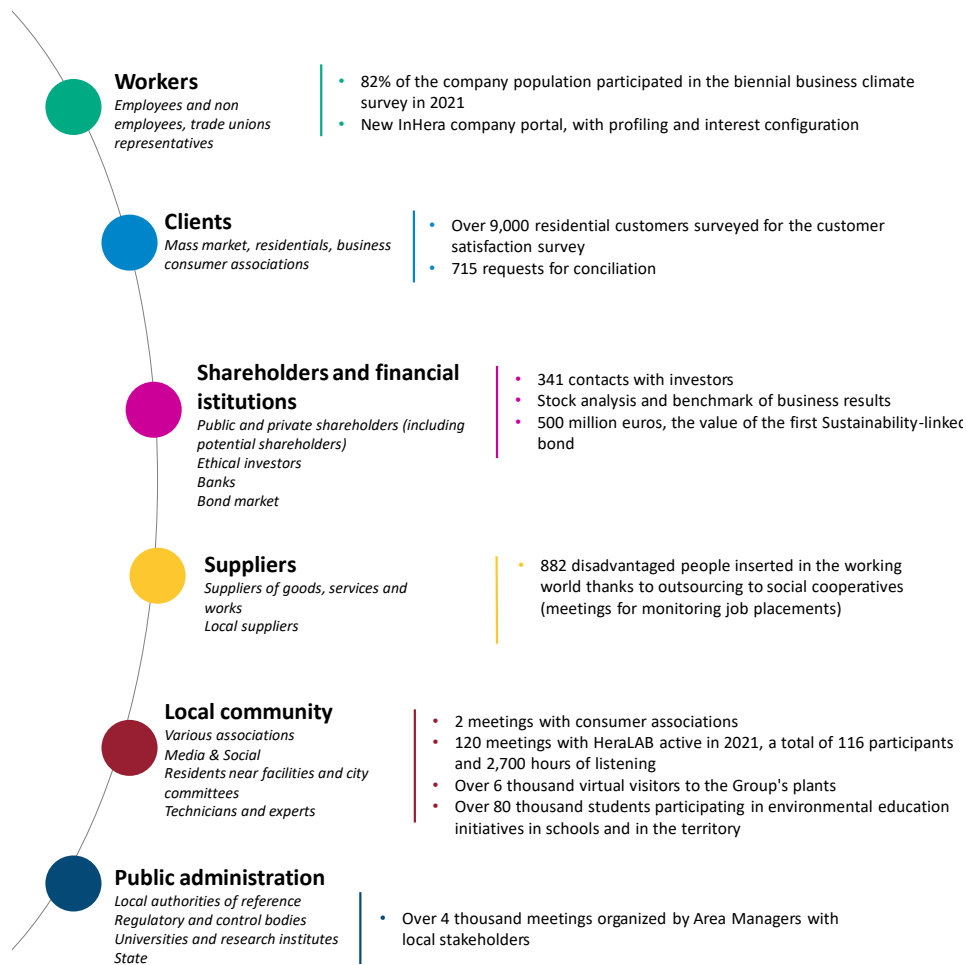 Workers
Employees and non
employees, trade unions
representatives
• 82% of the company population participated in the biennial business climate
survey in 2021
• New InHera company portal, with profiling and interest configuration
Clients
Mass market, residentials, business
consumer associations
• Over 9,000 residential customers surveyed for the customer
satisfaction survey
• 715 requests for conciliation
Shareholders and financial
istitutions
Public and private shareholders (including
potential shareholders)
Ethical investors
Banks
Bond market
• 341 contacts with investors
• Stock analysis and benchmark of business results
• 500 million euros, the value of the first Sustainability-linked
bond
Suppliers
Suppliers of goods, services and
works
Local suppliers
• 882 disadvantaged people inserted in the working
world thanks to outsourcing to social cooperatives
(meetings for monitoring job placements)
Local community
Various associations
Media & Social
Residents near facilities and city
committees
Technicians and experts
• 2 meetings with consumer associations
• 120 meetings with HeraLAB active in 2021, a total of 116 participants
and 2,700 hours of listening
• Over 6 thousand virtual visitors to the Group's plants
• Over 80 thousand students participating in environmental education
initiatives in schools and in the territory
Public administration
Local authorities of reference
Regulatory and control bodies
Universities and research institutes
State
• Over 4 thousand meetings organized by Area Managers with
local stakeholders